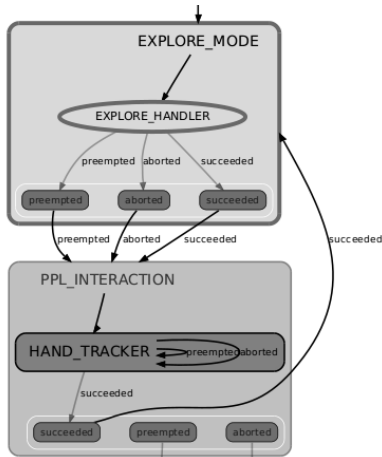 EXPLORE_MODE
EXPLORE_HANDLER
preempted aborted succeeded
preempted aborted succeeded
preempted aborted succeeded
succeeded
PPL_INTERACTION
HAND_TRACKER preempted aborted
succeeded
succeeded preempted aborted